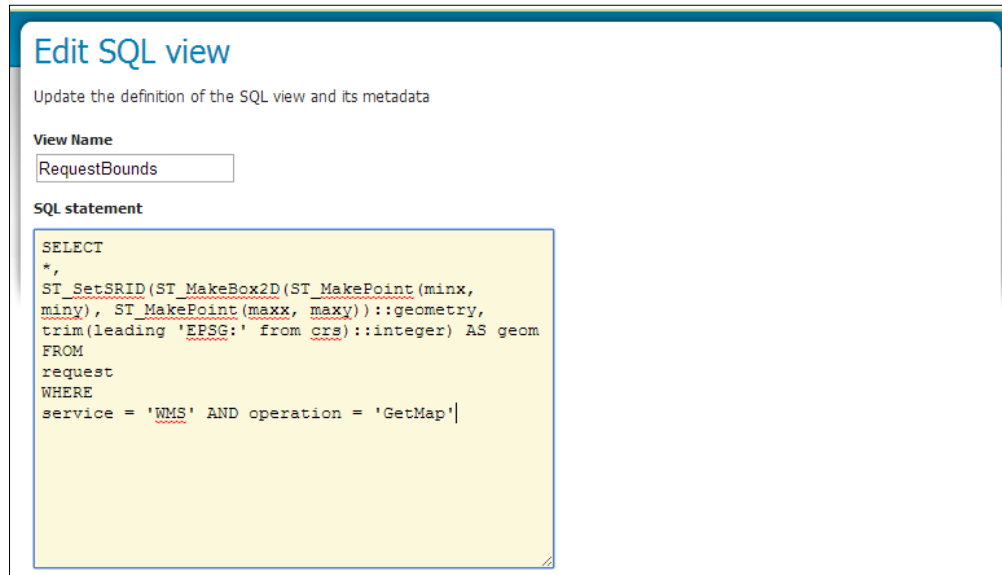 Edit SQL view
Update the definition of the SQL view and its metadata
View Name
RequestBounds
SQL statement
SELECT
*,
ST_SetSRID(ST_MakeBox2D(ST_MakePoint(minx,
miny), ST_MakePoint(maxx, maxy))::geometry,
trim(leading 'EPSG:' from crs)::integer) AS geom
FROM
request
WHERE
service = 'WMS' AND operation = 'GetMap'